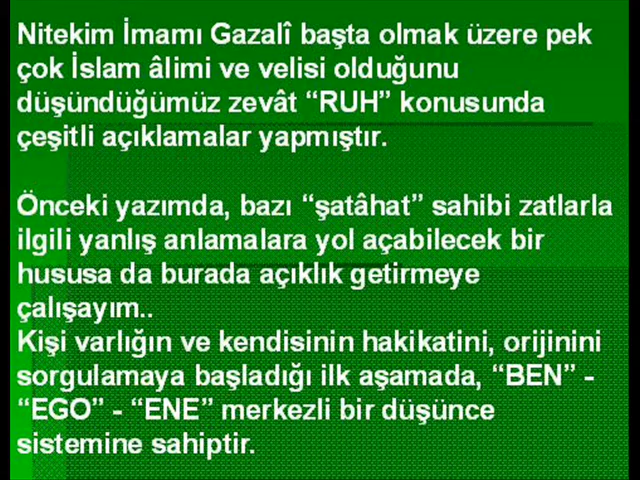 Nitekim İmamı Gazalî başta olmak üzere pek
çok İslam âlimi ve velisi olduğunu
düşündüğümüz zevât “RUH” konusunda
çeşitli açıklamalar yapmıştır.
Önceki yazımda, bazı “şatâhat” sahibi zatlarla
ilgili yanlış anlamalara yol açabilecek bir
hususa da burada açıklık getirmeye
çalışayım..
Kişi varlığın ve kendisinin hakikatini, orijinini
sorgulamaya başladığı ilk aşamada, “BEN” -
“EGO” - “ENE” merkezli bir düşünce
sistemine sahiptir.